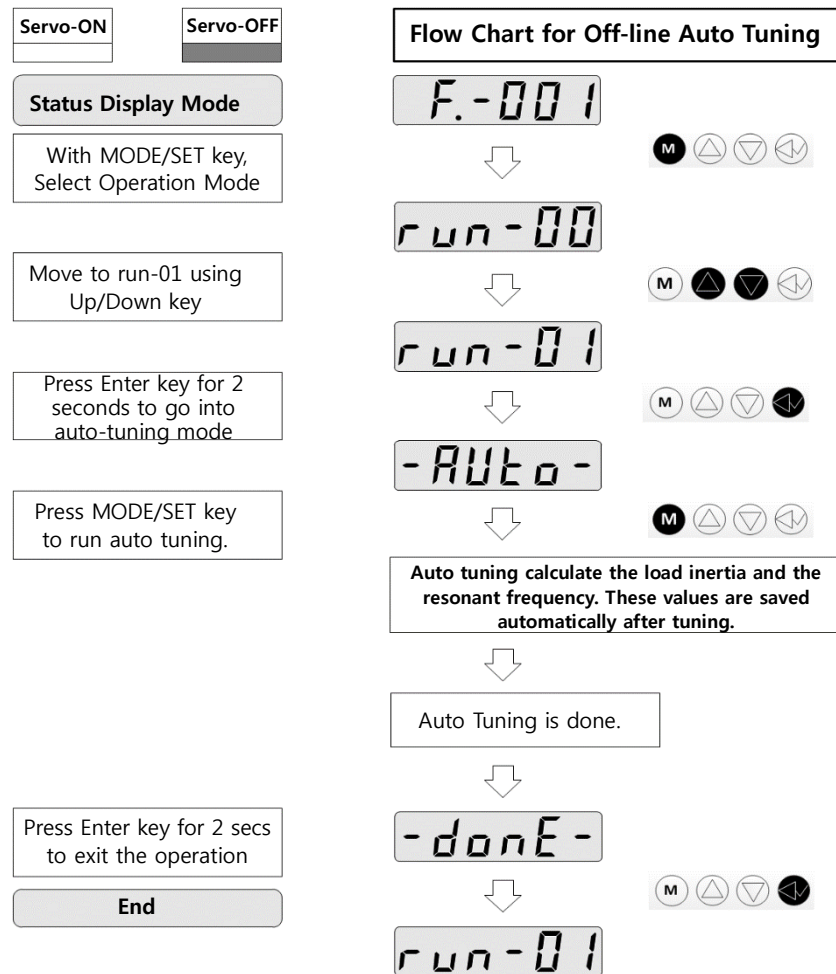 Servo-ON
Servo-OFF
Flow Chart for Off-line Auto Tuning
Status Display Mode
F.-001
With MODE/SET key,
Select Operation Mode
M
run-00
Move to run-01 using
Up/Down key
M
run-01
Press Enter key for 2
seconds to go into
auto-tuning mode
M
-AUto-
Press MODE/SET key
to run auto tuning.
M
Auto tuning calculate the load inertia and the
resonant frequency. These values are saved
automatically after tuning.
Auto Tuning is done.
Press Enter key for 2 secs
to exit the operation
-donE-
End
M
run-01